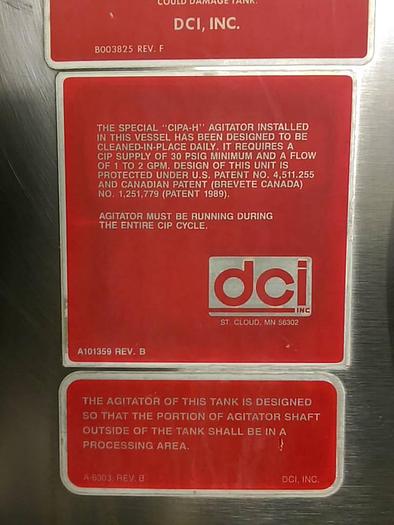 COULD DAMAGE TANK.
DCI, INC.
B003825 REV. F
THE SPECIAL "CIPA-H" AGITATOR INSTALLED
IN THIS VESSEL HAS BEEN DESIGNED TO BE
CLEANED-IN-PLACE DAILY. IT REQUIRES A
CIP SUPPLY OF 30 PSIG MINIMUM AND A FLOW
OF 1 TO 2 GPM. DESIGN OF THIS UNIT IS
PROTECTED UNDER U.S. PATENT NO. 4,511.255
AND CANADIAN PATENT (BREVETE CANADA)
NO. 1,251,779 (PATENT 1989).
AGITATOR MUST BE RUNNING DURING
THE ENTIRE CIP CYCLE.
dci
INC
ST. CLOUD, MN 56302
A101359 REV. B
THE AGITATOR OF THIS TANK IS DESIGNED
SO THAT THE PORTION OF AGITATOR SHAFT
OUTSIDE OF THE TANK SHALL BE IN A
PROCESSING AREA.
A-6303 REV. B
DCI, INC.